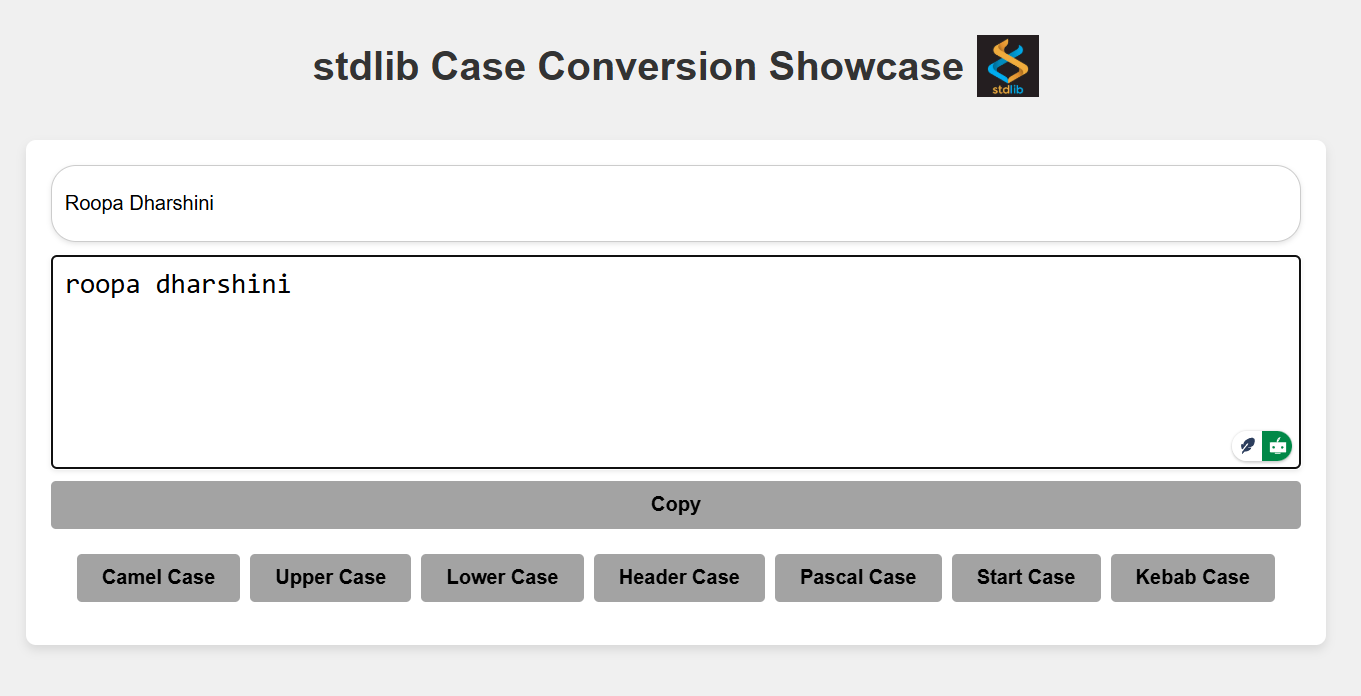 stdlib Case Conversion Showcase
stdlib
Roopa Dharshini
roopa dharshini
Copy
Camel Case Upper Case Lower Case Header Case Pascal Case Start Case Kebab Case